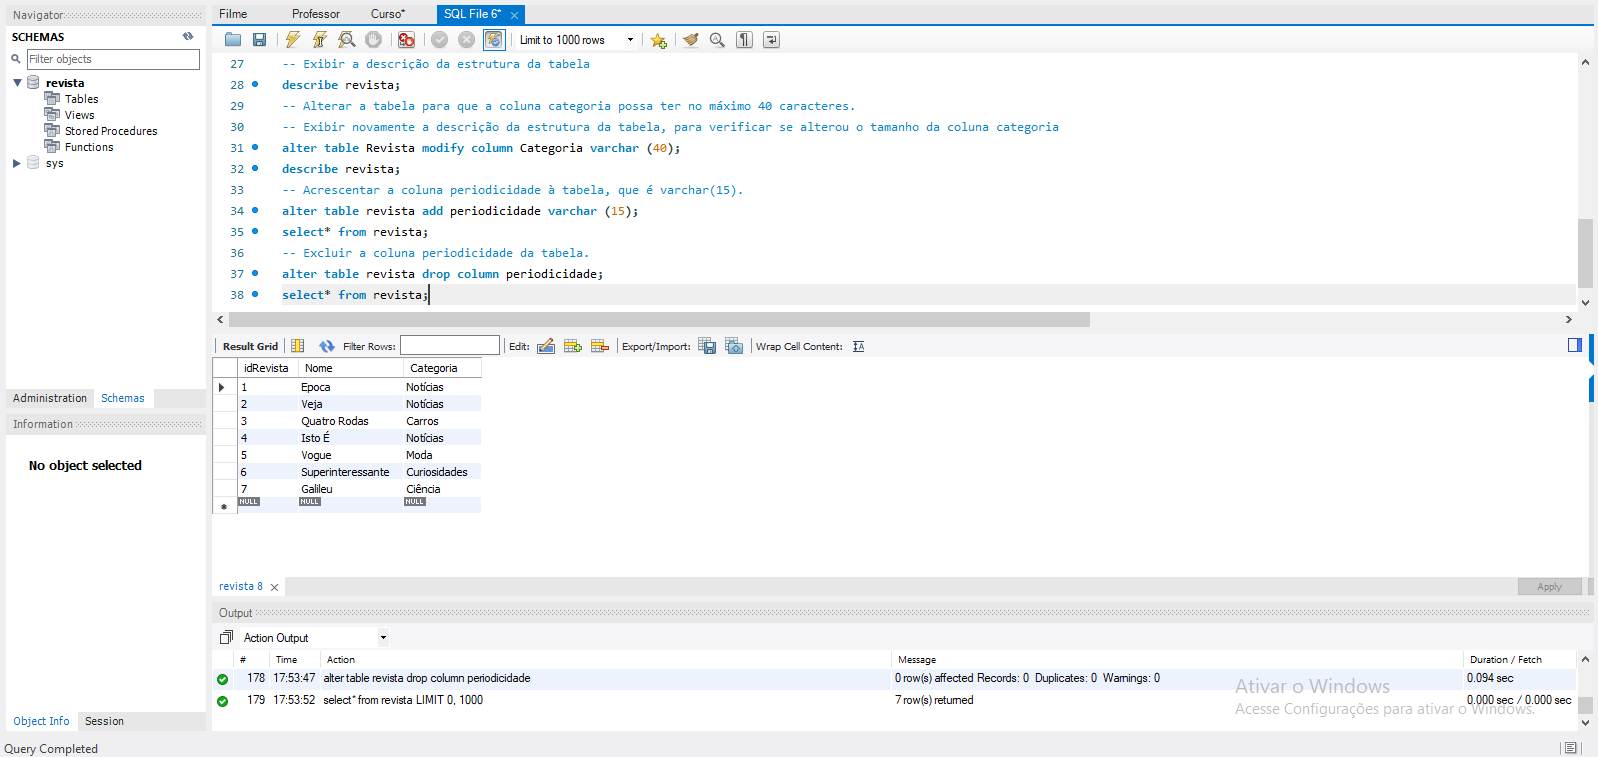 Navigator
SCHEMAS
Filter objects
revista
Tables
Views
Stored Procedures
Functions
sys
Administration Schemas
Information
No object selected
Object Info Session
Query Completed
Filme Professor Curso* SQL File 6*
Limit to 1000 rows
27 -- Exibir a descrição da estrutura da tabela
28 describe revista;
29 -- Alterar a tabela para que a coluna categoria possa ter no máximo 40 caracteres.
30 -- Exibir novamente a descrição da estrutura da tabela, para verificar se alterou o tamanho da coluna categoria
31 alter table Revista modify column Categoria varchar (40);
32 describe revista;
33 -- Acrescentar a coluna periodicidade à tabela, que é varchar(15).
34 alter table revista add periodicidade varchar (15);
35 select* from revista;
36 -- Excluir a coluna periodicidade da tabela.
37 alter table revista drop column periodicidade;
38 select* from revista;
Result Grid Filter Rows: Edit: Export/Import: Wrap Cell Content:
idRevista Nome Categoria
1 Epoca Notícias
2 Veja Notícias
3 Quatro Rodas Carros
4 Isto É Notícias
5 Vogue Moda
6 Superinteressante Curiosidades
7 Galileu Ciência
NULL NULL NULL
revista 8 Apply
Output
Action Output
# Time Action Message Duration / Fetch
178 17:53:47 alter table revista drop column periodicidade 0 row(s) affected Records: 0 Duplicates: 0 Warnings: 0 0.094 sec
179 17:53:52 select* from revista LIMIT 0, 1000 7 row(s) returned 0.000 sec / 0.000 sec
Ativar o Windows
Acesse Configurações para ativar o Windows.